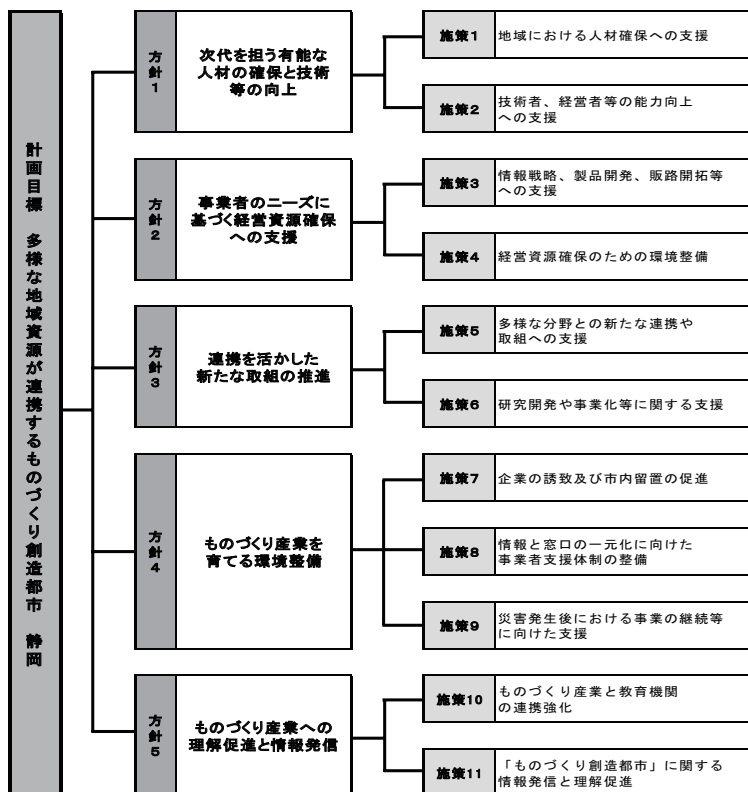 計画目標　多様な地域資源が連携するものづくり創造都市　静岡
方針1
次代を担う有能な
人材の確保と技術
等の向上
施策1
地域における人材確保への支援
施策2
技術者、経営者等の能力向上
への支援
方針2
事業者のニーズに
基づく経営資源確保
への支援
施策3
情報戦略、製品開発、販路開拓等
への支援
施策4
経営資源確保のための環境整備
方針3
連携を活かした
新たな取組の推進
施策5
多様な分野との新たな連携や
取組への支援
施策6
研究開発や事業化等に関する支援
方針4
ものづくり産業を
育てる環境整備
施策7
企業の誘致及び市内留置の促進
施策8
情報と窓口の一元化に向けた
事業者支援体制の整備
施策9
災害発生後における事業の継続等
に向けた支援
方針5
ものづくり産業への
理解促進と情報発信
施策10
ものづくり産業と教育機関
の連携強化
施策11
「ものづくり創造都市」に関する
情報発信と理解促進